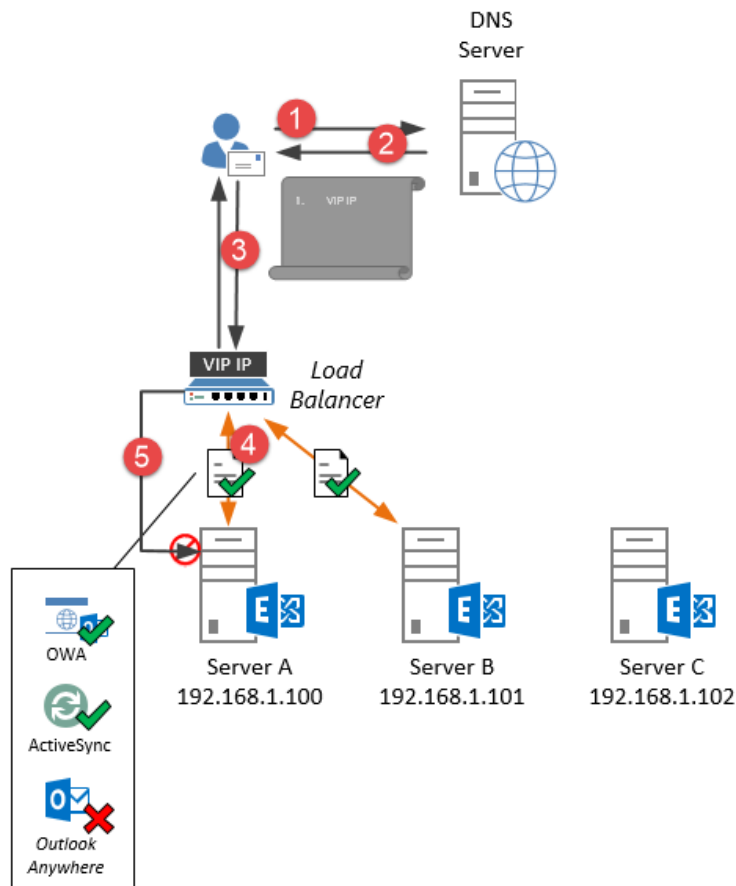 DNS
Server
1
2
1. VIP IP
3
VIP IP
Load
Balancer
4
5
E
E
E
Server A
192.168.1.100
Server B
192.168.1.101
Server C
192.168.1.102
OWA
ActiveSync
O
Outlook
Anywhere